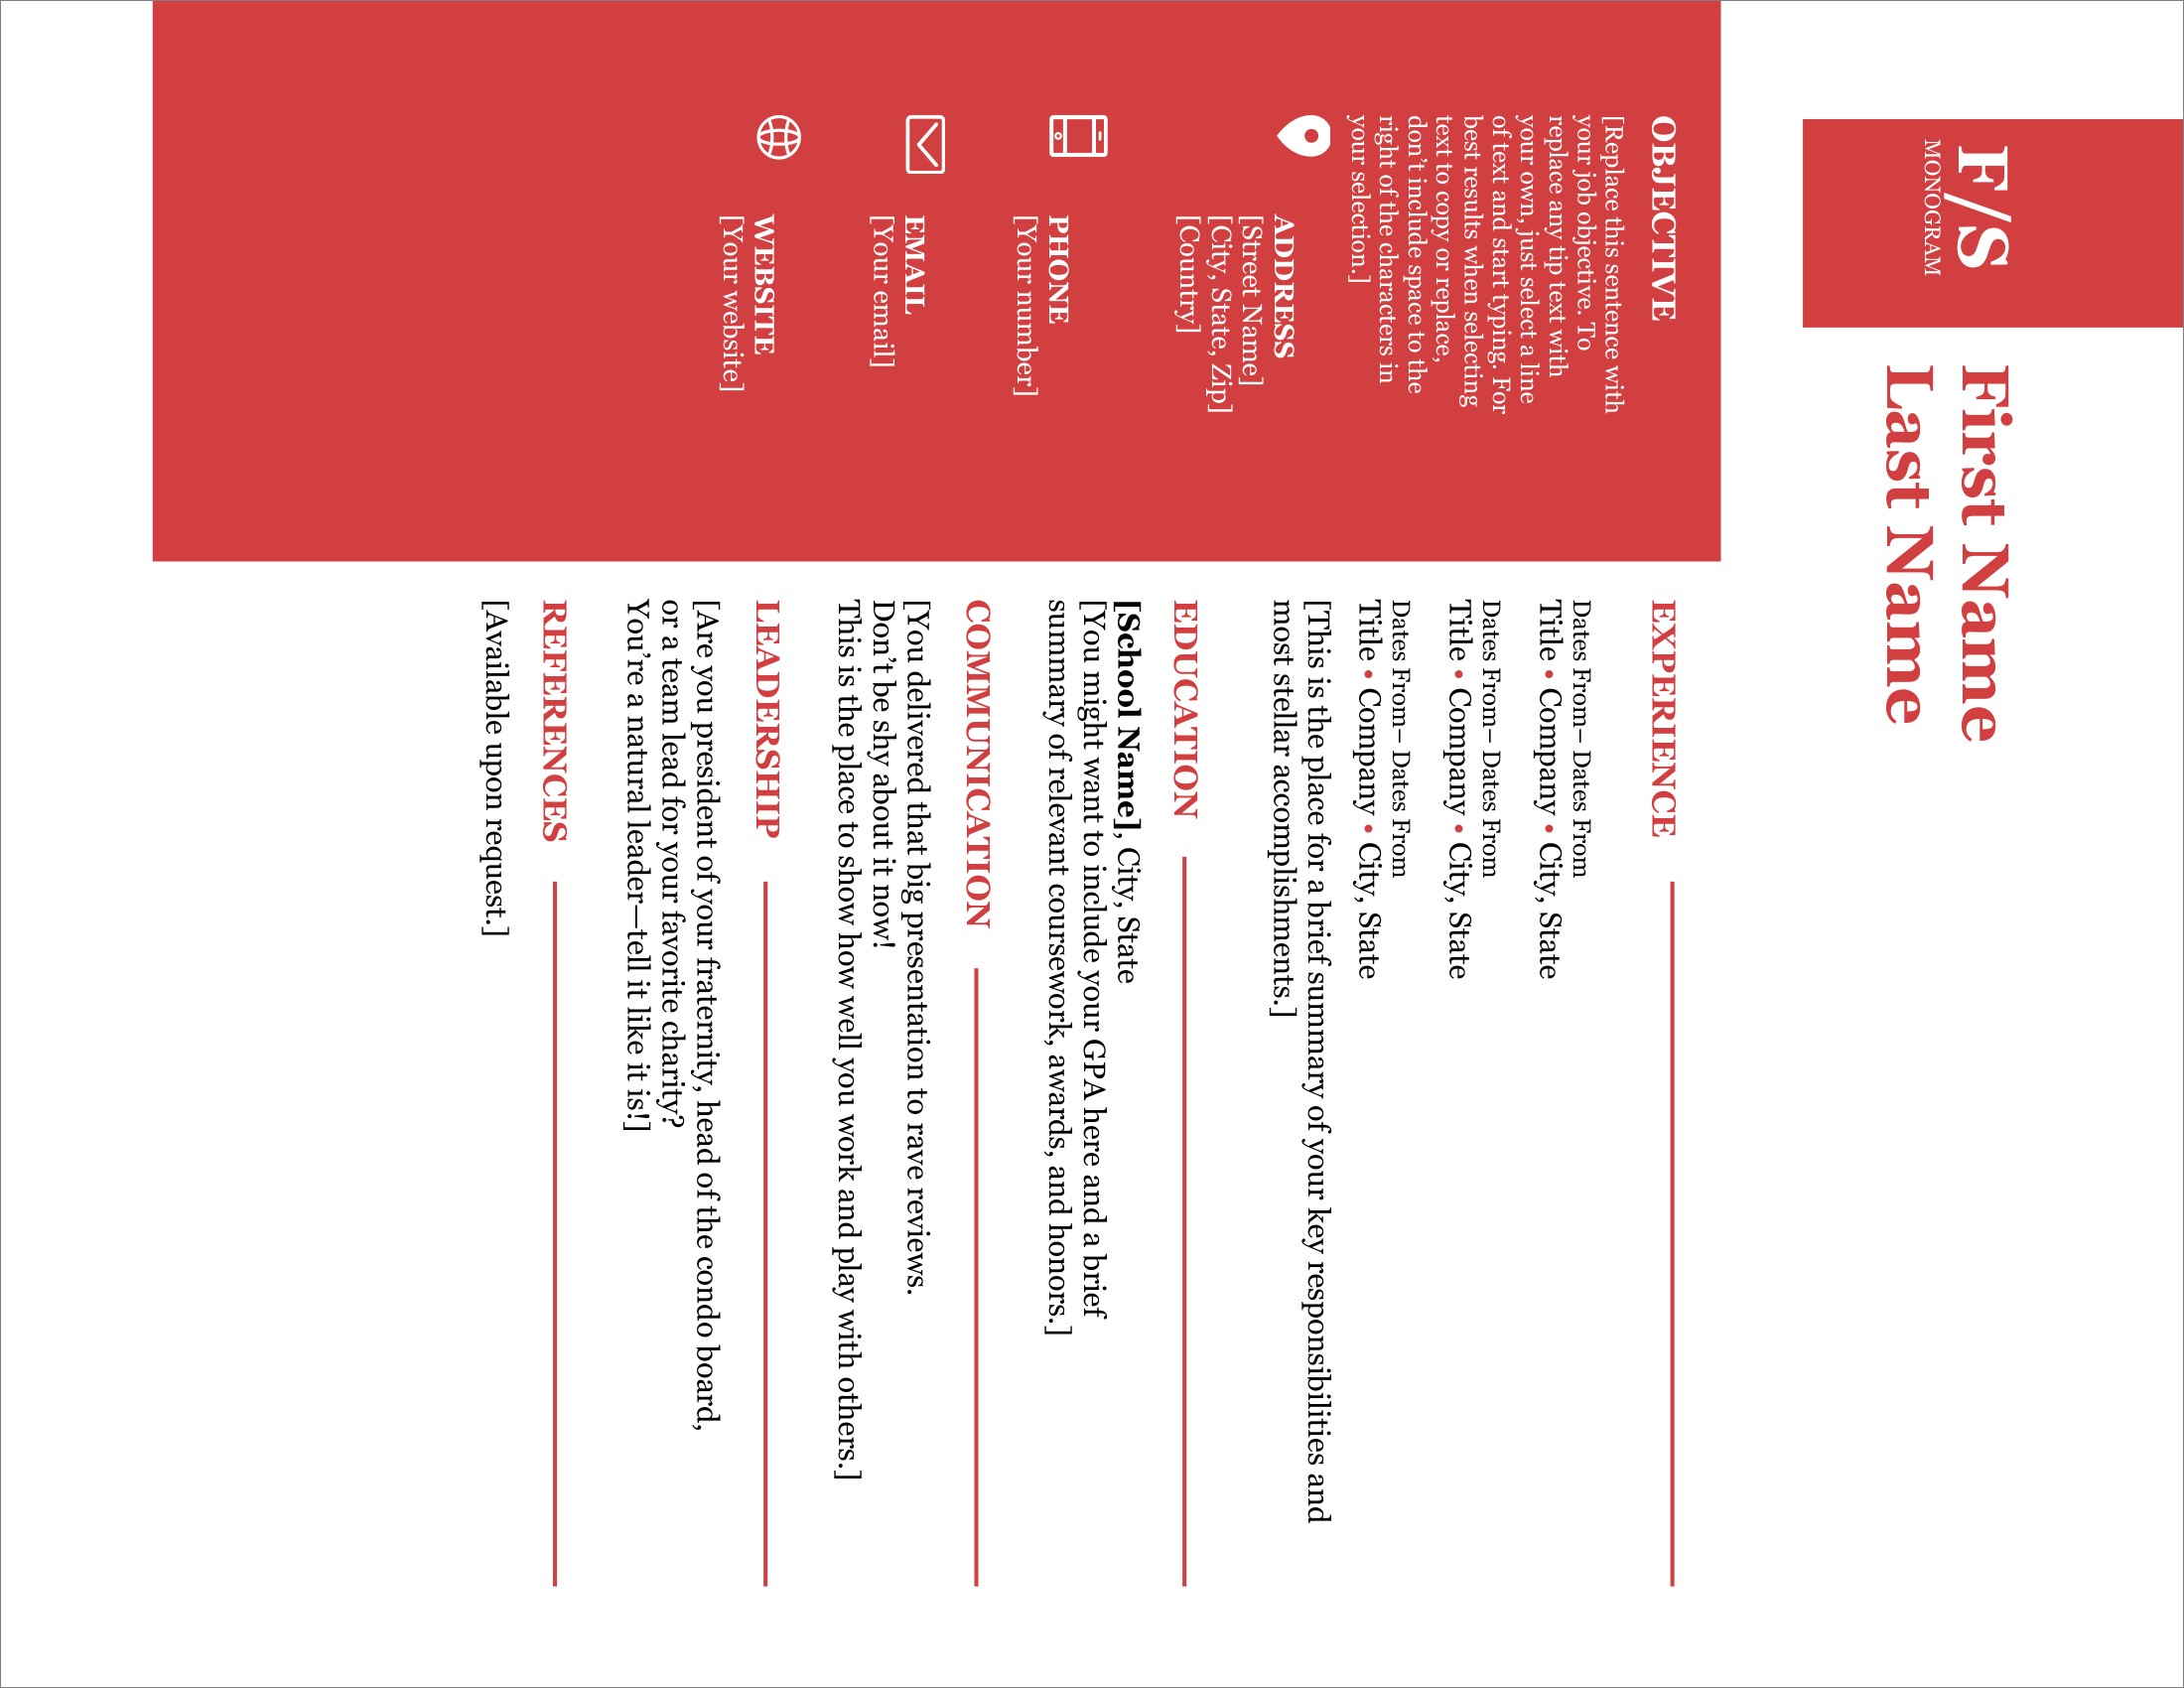 F/S
MONOGRAM
First Name
Last Name
OBJECTIVE
[Replace this sentence with
your job objective. To
replace any tip text with
your own, just select a line
of text and start typing. For
best results when selecting
text to copy or replace,
don’t include space to the
right of the characters in
your selection.]
ADDRESS
[Street Name]
[City, State, Zip]
[Country]
PHONE
[Your number]
EMAIL
[Your email]
WEBSITE
[Your website]
EXPERIENCE
Dates From– Dates From
Title • Company • City, State
Dates From– Dates From
Title • Company • City, State
Dates From– Dates From
Title • Company • City, State
[This is the place for a brief summary of your key responsibilities and
most stellar accomplishments.]
EDUCATION
[School Name], City, State
[You might want to include your GPA here and a brief
summary of relevant coursework, awards, and honors.]
COMMUNICATION
[You delivered that big presentation to rave reviews.
Don’t be shy about it now!
This is the place to show how well you work and play with others.]
LEADERSHIP
[Are you president of your fraternity, head of the condo board,
or a team lead for your favorite charity?
You’re a natural leader—tell it like it is!]
REFERENCES
[Available upon request.]